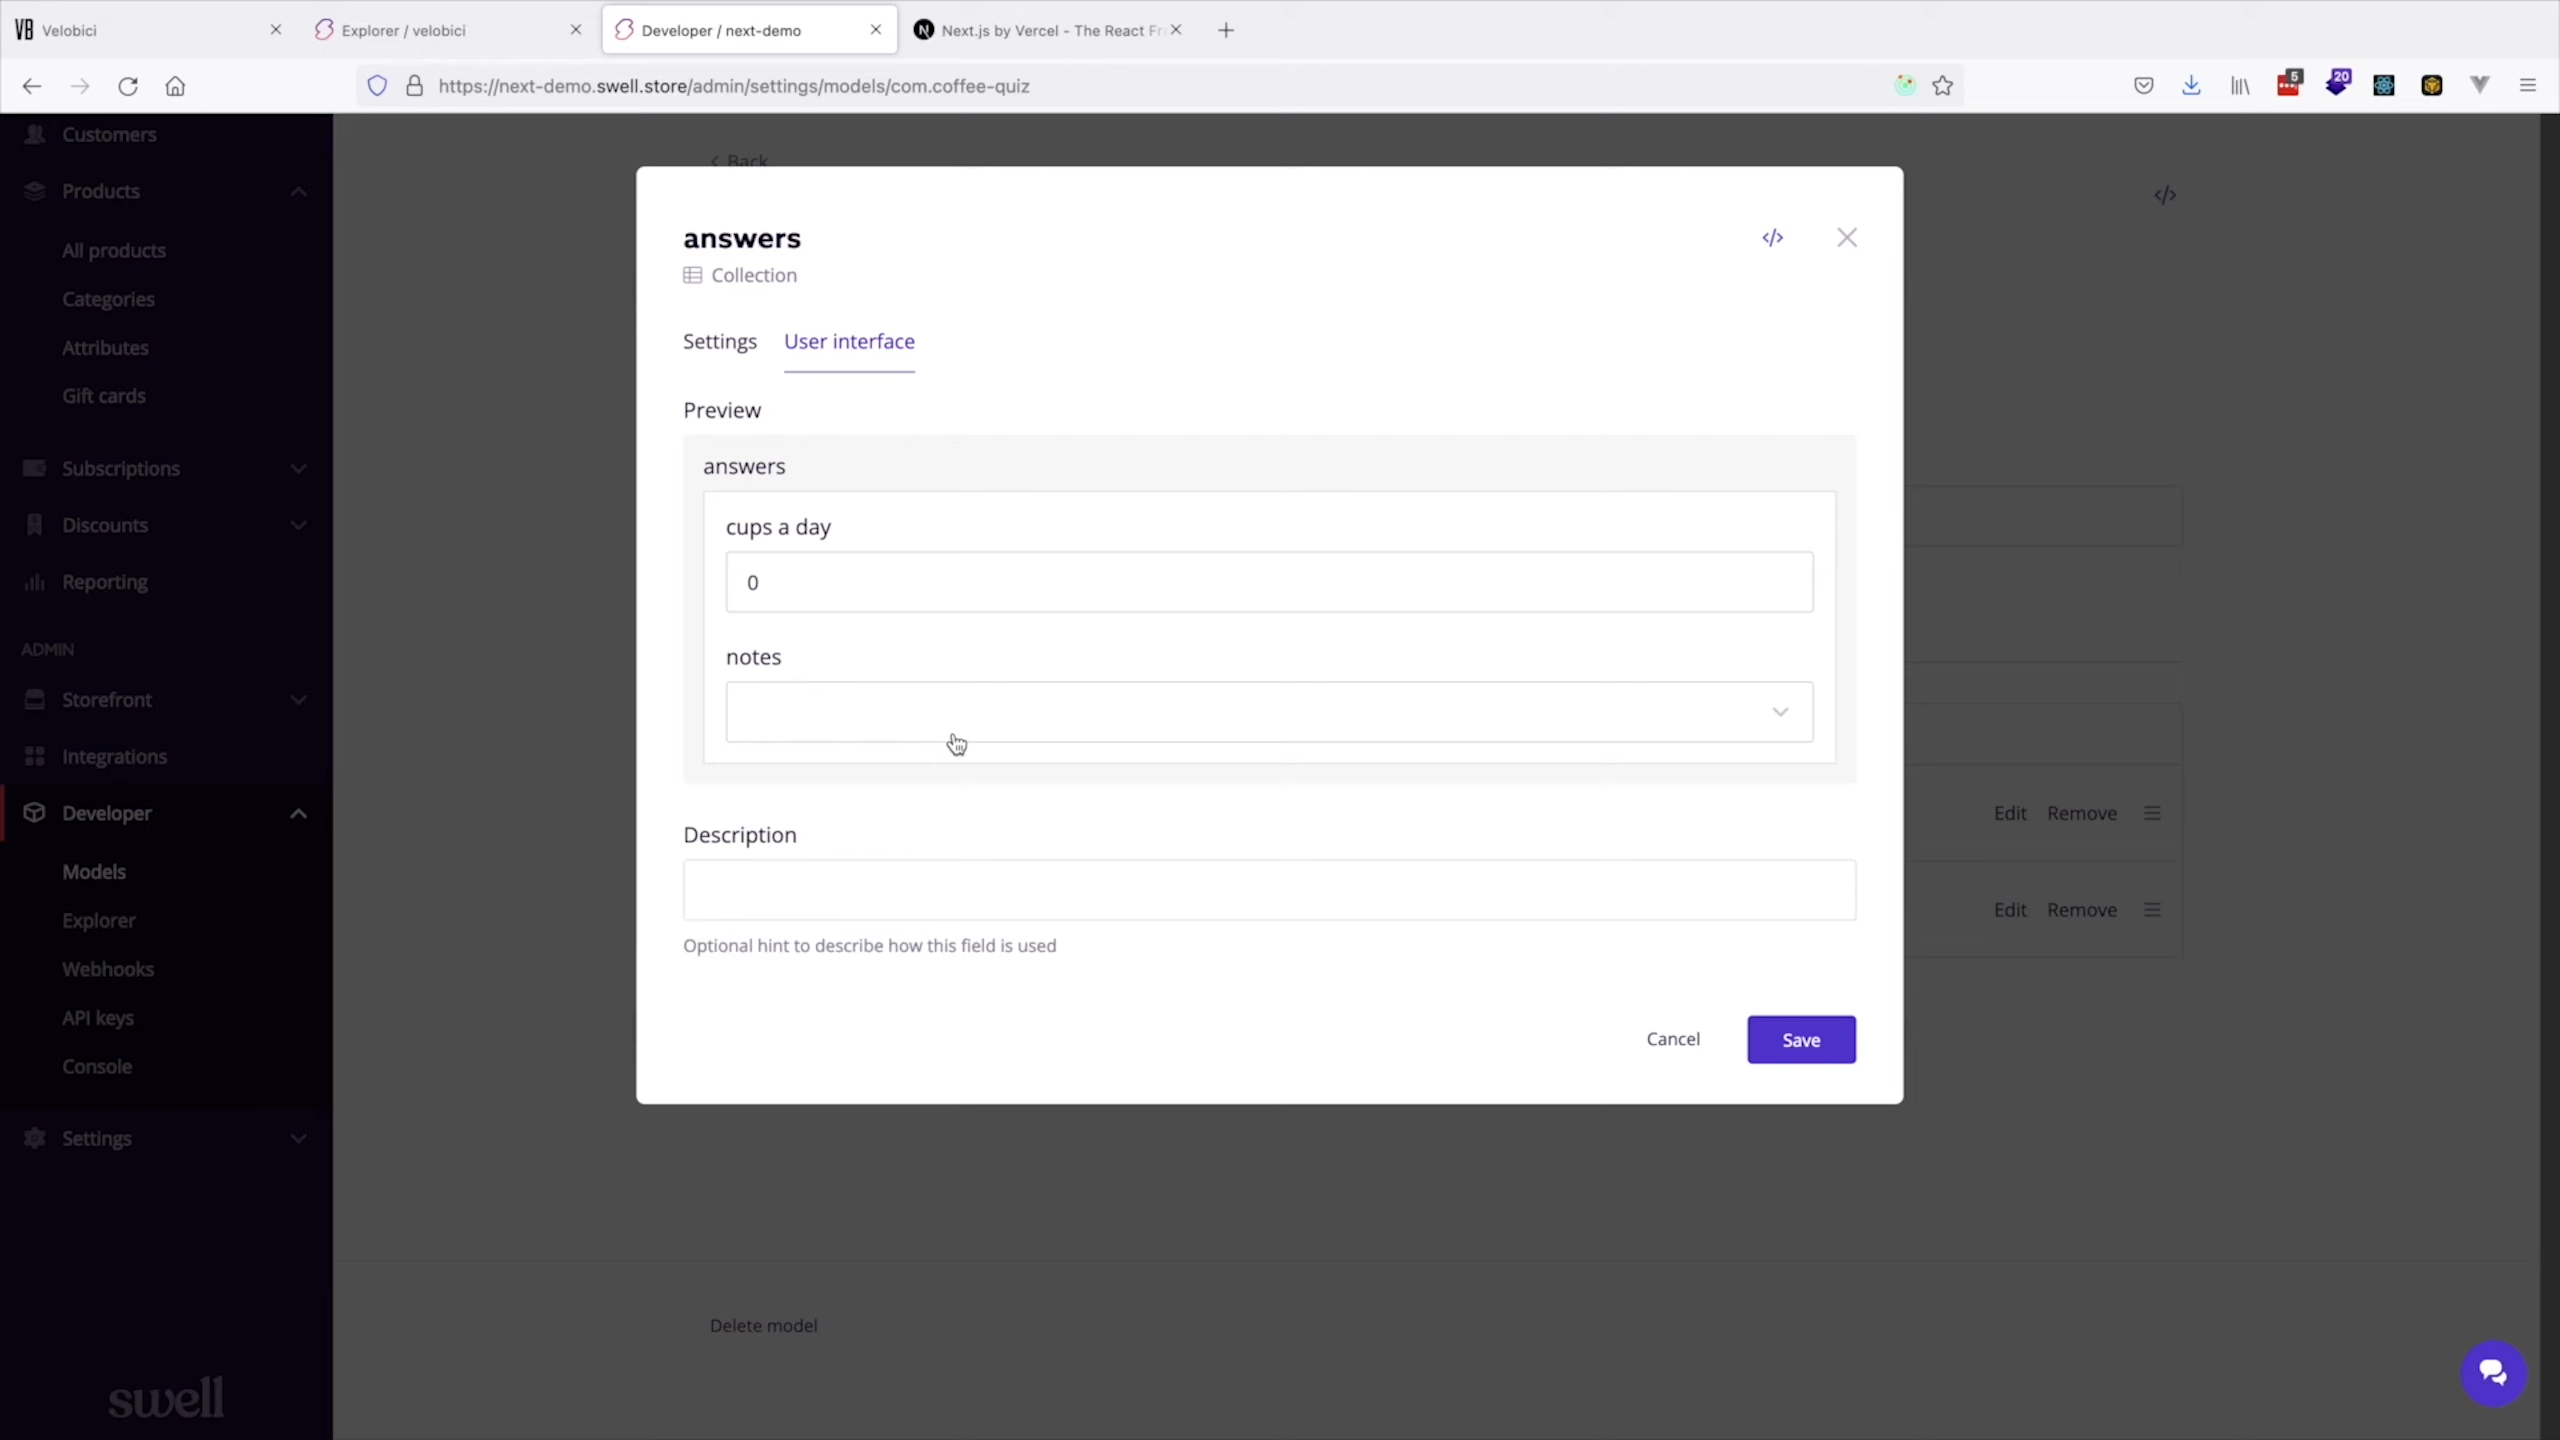 VB Velobici
Explorer / velobici
Developer / next-demo
Next.js by Vercel - The React Fr
https://next-demo.swell.store/admin/settings/models/com.coffee-quiz
5
20
Customers
Products
All products
Categories
Attributes
Gift cards
Subscriptions
Discounts
Reporting
ADMIN
Storefront
Integrations
Developer
Models
Explorer
Webhooks
API keys
Console
Settings
swell
< Back
</>
answers
</>
Collection
Settings
User interface
Preview
answers
cups a day
0
notes
Description
Optional hint to describe how this field is used
Cancel
Save
Edit Remove
Edit Remove
Delete model